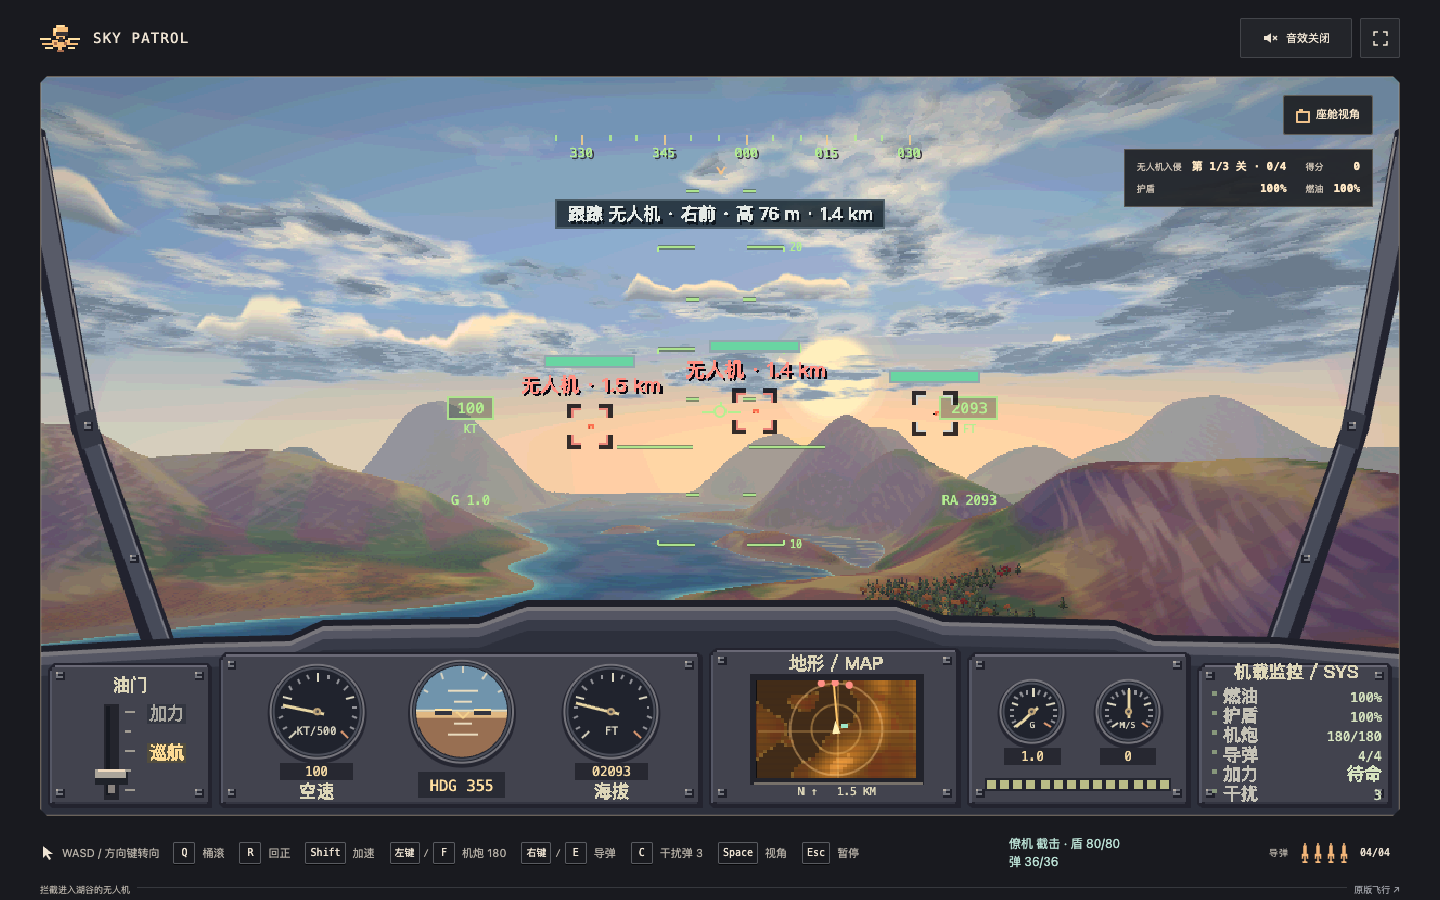 SKY PATROL
音效关闭
座舱视角
330 345 000 015 030
无人机入侵 第 1/3 关 · 0/4 得分 0
护盾 100% 燃油 100%
跟踪 无人机 · 右前 · 高 76 m · 1.4 km
20
无人机 · 1.5 km
无人机 · 1.4 km
100
KT
2093
FT
G 1.0
RA 2093
10
油门
加力
巡航
KT/500
100
空速
HDG 355
FT
02093
海拔
地形 / MAP
N ↑ 1.5 KM
G
1.0
M/S
0
机载监控 / SYS
燃油 100%
护盾 100%
机炮 180/180
导弹 4/4
加力 待命
干扰 3
WASD / 方向键转向 Q 桶滚 R 回正 Shift 加速 左键 / F 机炮 180 右键 / E 导弹 C 干扰弹 3 Space 视角 Esc 暂停
僚机 截击 · 盾 80/80
弹 36/36
导弹 04/04
拦截进入湖谷的无人机
原版飞行 ↗